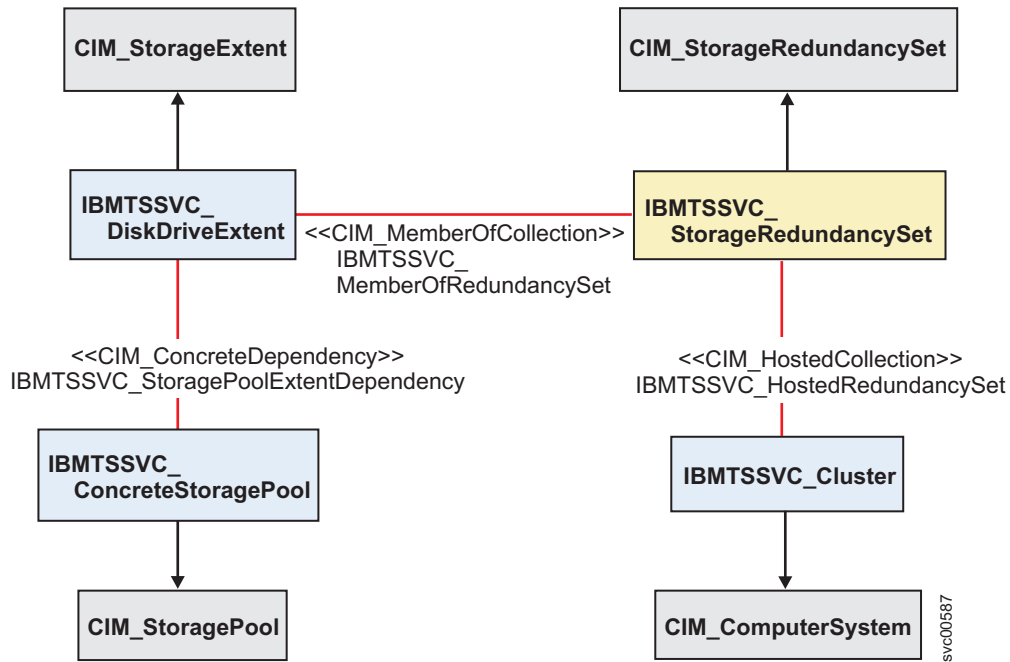 CIM_StorageExtent
CIM_StorageRedundancySet
IBMTSSVC_
DiskDriveExtent
IBMTSSVC_
StorageRedundancySet
<<CIM_MemberOfCollection>>
IBMTSSVC_
MemberOfRedundancySet
<<CIM_ConcreteDependency>>
IBMTSSVC_StoragePoolExtentDependency
<<CIM_HostedCollection>>
IBMTSSVC_HostedRedundancySet
IBMTSSVC_
ConcreteStoragePool
IBMTSSVC_Cluster
CIM_StoragePool
CIM_ComputerSystem
svc00587